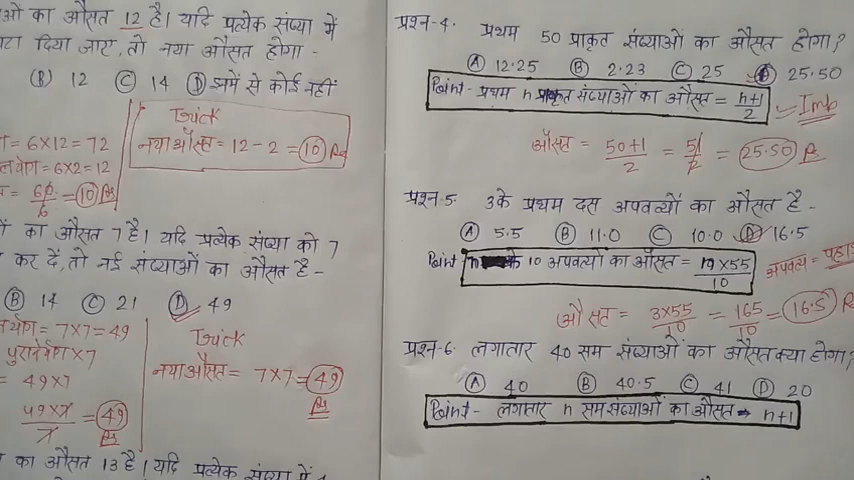 ओं का औसत 12 है। यदि प्रत्येक संख्या में
टा दिया जाए, तो नया औसत होगा -
(B) 12 (C) 14 (D) इनमें से कोई नहीं
= 6×12 = 72
योग = 6×2 = 12
= 60/6 = 10
Trick
नया औसत = 12 - 2 = 10
का औसत 7 है। यदि प्रत्येक संख्या को 7
कर दें, तो नई संख्याओं का औसत है -
(B) 14 (C) 21 (D) 49
= 7×7 = 49
×7
= 49×7
49×7/7 = 49
Trick
नया औसत = 7×7 = 49
का औसत 13 है। यदि प्रत्येक संख्या में
प्रश्न-4. प्रथम 50 प्राकृत संख्याओं का औसत होगा?
(A) 12.25 (B) 2.23 (C) 25 (D) 25.50
Point - प्रथम n प्राकृत संख्याओं का औसत = n+1/2 Imp
औसत = 50+1/2 = 51/2 = 25.50
प्रश्न-5. 3 के प्रथम दस अपवर्त्यों का औसत है -
(A) 5.5 (B) 11.0 (C) 10.0 (D) 16.5
Point n के 10 अपवर्त्यों का औसत = n×55/10
अपवर्त्य =
औसत = 3×55/10 = 165/10 = 16.5
प्रश्न-6. लगातार 40 सम संख्याओं का औसत क्या होगा?
(A) 40 (B) 40.5 (C) 41 (D) 20
Point - लगातार n सम संख्याओं का औसत → n+1